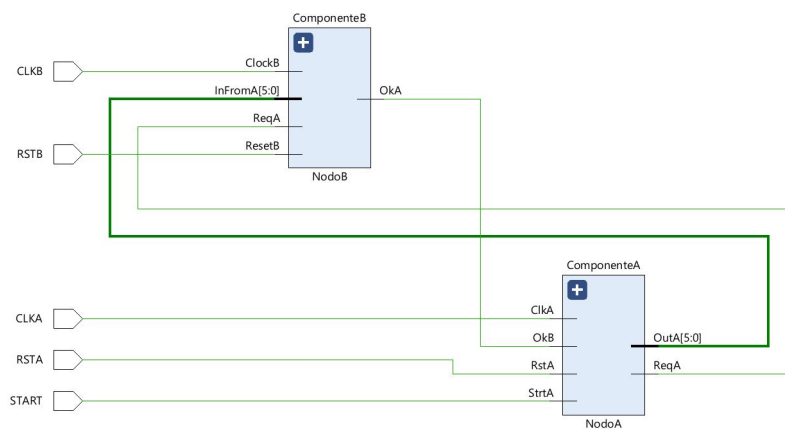 ComponenteB
CLKB
ClockB
InFromA[5:0]
OkA
ReqA
RSTB
ResetB
NodoB
ComponenteA
CLKA
ClkA
OkB
OutA[5:0]
RSTA
RstA
ReqA
START
StrtA
NodoA